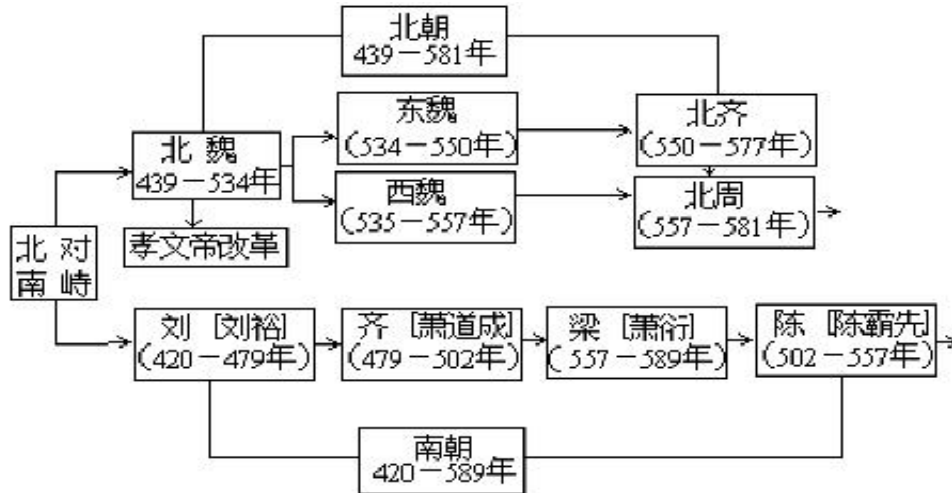 北朝
439－581年
东魏
(534－550年)
北齐
(550－577年)
北 魏
439－534年
西魏
(535－557年)
北周
(557－581年)
孝文帝改革
北 对
南 峙
刘 [刘裕]
(420－479年)
齐 [萧道成]
(479－502年)
梁 [萧衍]
(557－589年)
陈 [陈霸先]
(502－557年)
南朝
420－589年